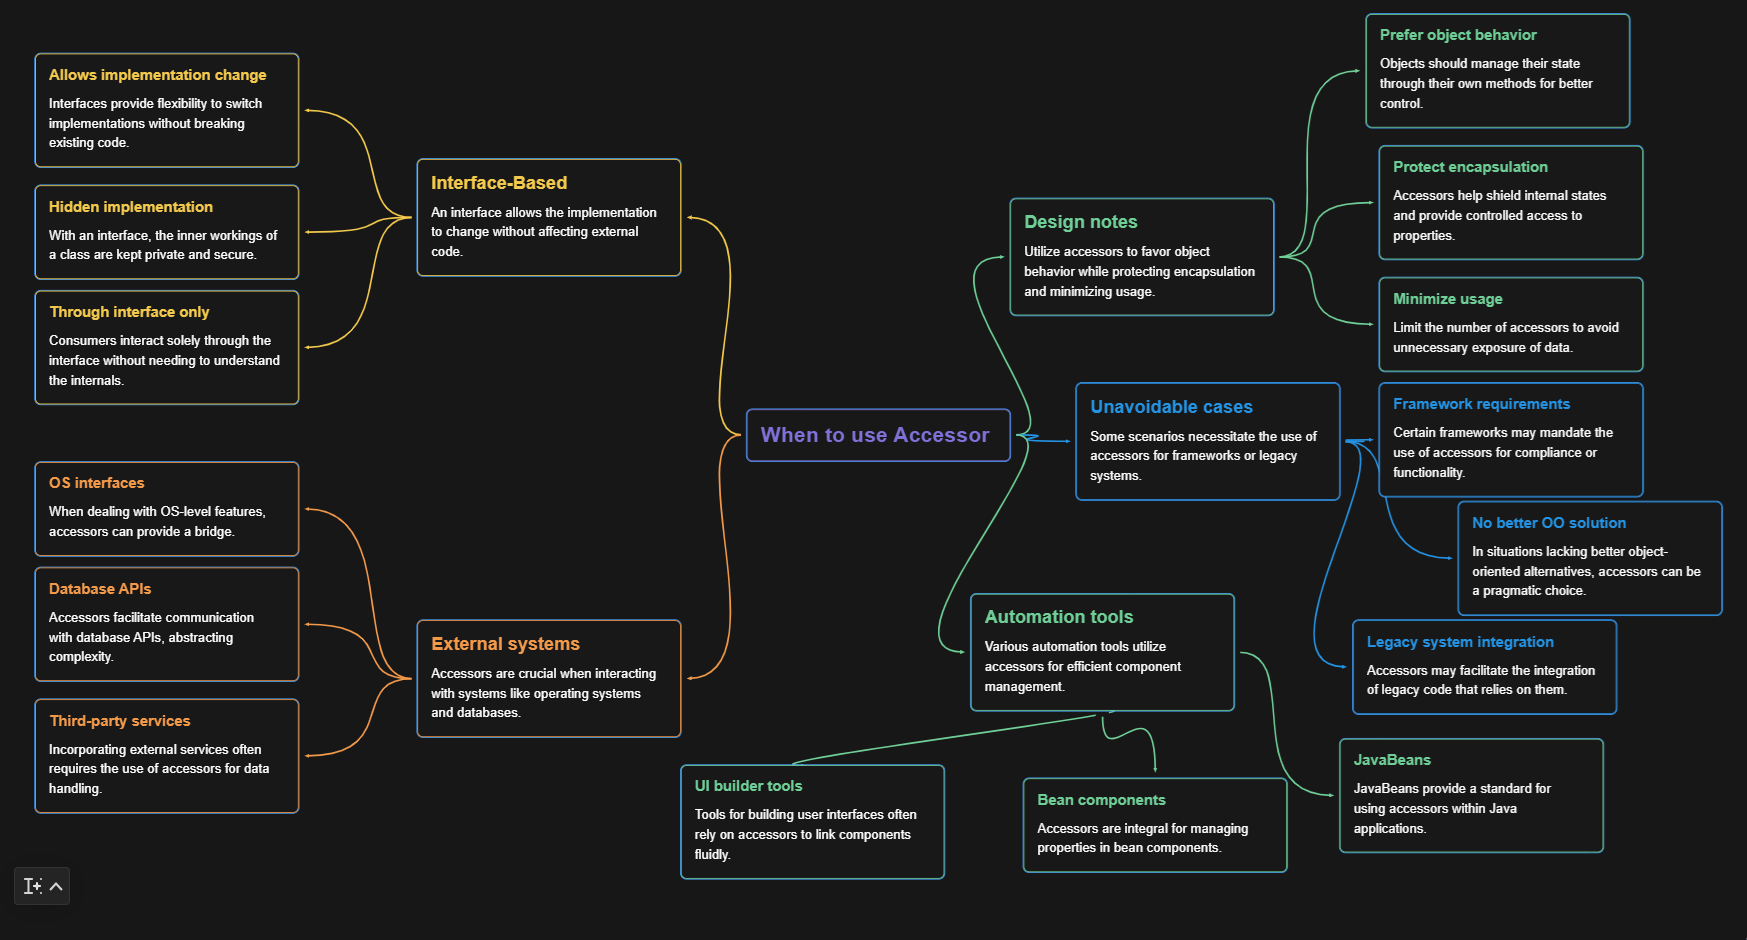 When to use Accessor
Interface-Based
An interface allows the implementation
to change without affecting external
code.
Allows implementation change
Interfaces provide flexibility to switch
implementations without breaking
existing code.
Hidden implementation
With an interface, the inner workings of
a class are kept private and secure.
Through interface only
Consumers interact solely through the
interface without needing to understand
the internals.
External systems
Accessors are crucial when interacting
with systems like operating systems
and databases.
OS interfaces
When dealing with OS-level features,
accessors can provide a bridge.
Database APIs
Accessors facilitate communication
with database APIs, abstracting
complexity.
Third-party services
Incorporating external services often
requires the use of accessors for data
handling.
Design notes
Utilize accessors to favor object
behavior while protecting encapsulation
and minimizing usage.
Prefer object behavior
Objects should manage their state
through their own methods for better
control.
Protect encapsulation
Accessors help shield internal states
and provide controlled access to
properties.
Minimize usage
Limit the number of accessors to avoid
unnecessary exposure of data.
Unavoidable cases
Some scenarios necessitate the use of
accessors for frameworks or legacy
systems.
Framework requirements
Certain frameworks may mandate the
use of accessors for compliance or
functionality.
No better OO solution
In situations lacking better object-
oriented alternatives, accessors can be
a pragmatic choice.
Legacy system integration
Accessors may facilitate the integration
of legacy code that relies on them.
Automation tools
Various automation tools utilize
accessors for efficient component
management.
UI builder tools
Tools for building user interfaces often
rely on accessors to link components
fluidly.
Bean components
Accessors are integral for managing
properties in bean components.
JavaBeans
JavaBeans provide a standard for
using accessors within Java
applications.